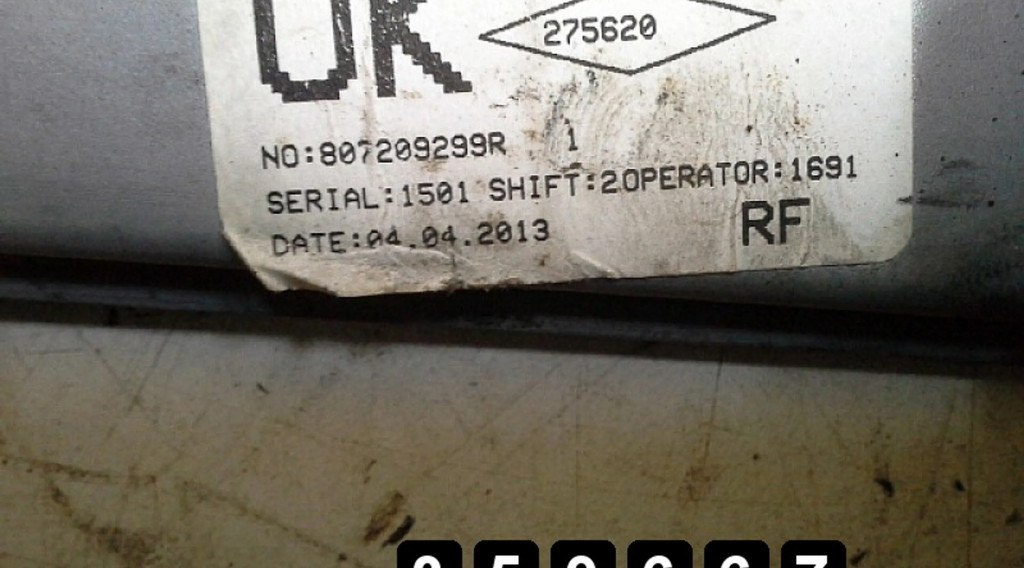 UK
275620
NO:807209299R 1
SERIAL:1501 SHIFT:2OPERATOR:1691
DATE:04.04.2013
RF